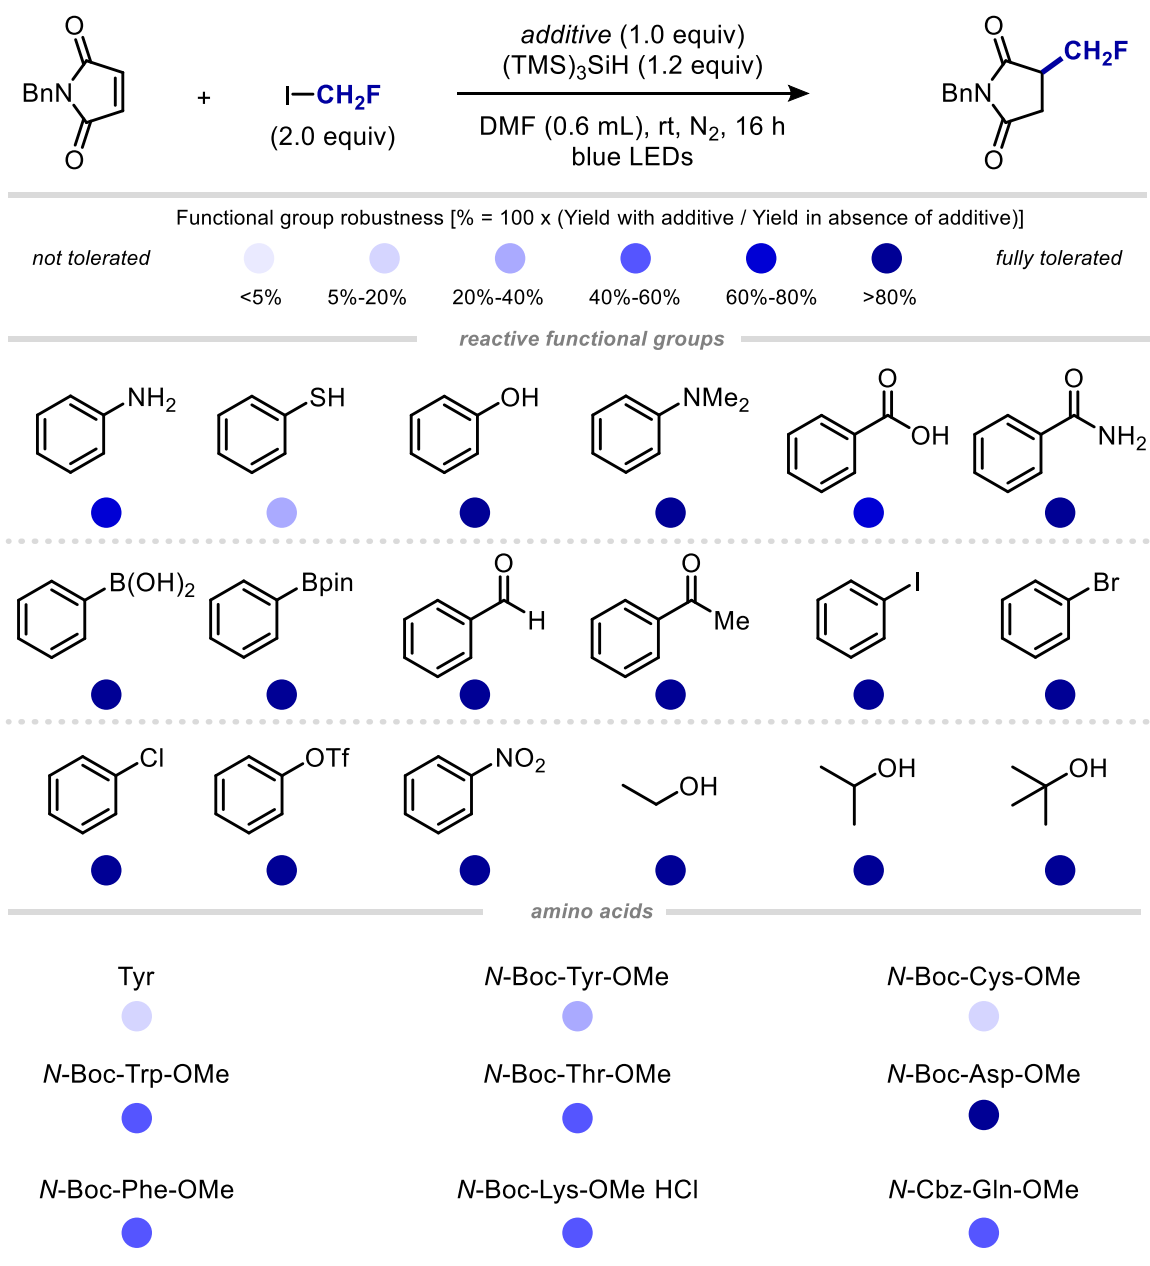 additive (1.0 equiv)
(TMS)₃SiH (1.2 equiv)
DMF (0.6 mL), rt, N₂, 16 h
blue LEDs
O
BnN
O
+
I–CH₂F
(2.0 equiv)
O
CH₂F
BnN
O
Functional group robustness [% = 100 x (Yield with additive / Yield in absence of additive)]
not tolerated
fully tolerated
<5% 5%-20% 20%-40% 40%-60% 60%-80% >80%
reactive functional groups
NH₂ SH OH NMe₂ O OH O NH₂
B(OH)₂ Bpin O H O Me I Br
Cl OTf NO₂ OH OH OH
amino acids
Tyr N-Boc-Tyr-OMe N-Boc-Cys-OMe
N-Boc-Trp-OMe N-Boc-Thr-OMe N-Boc-Asp-OMe
N-Boc-Phe-OMe N-Boc-Lys-OMe HCl N-Cbz-Gln-OMe